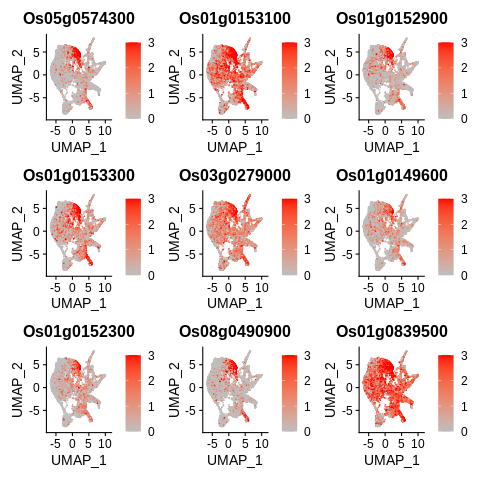 Os05g0574300 Os01g0153100 Os01g0152900
5 3 5 3 5 3
2 2 2
0 0 0
1 1 1
-5 -5 -5
0 0 0
-5 0 5 10 -5 0 5 10 -5 0 5 10
UMAP_2 UMAP_2 UMAP_2
UMAP_1 UMAP_1 UMAP_1
Os01g0153300 Os03g0279000 Os01g0149600
5 3 5 3 5 3
2 2 2
0 0 0
1 1 1
-5 -5 -5
0 0 0
-5 0 5 10 -5 0 5 10 -5 0 5 10
UMAP_2 UMAP_2 UMAP_2
UMAP_1 UMAP_1 UMAP_1
Os01g0152300 Os08g0490900 Os01g0839500
5 3 5 3 5 3
2 2 2
0 0 0
1 1 1
-5 -5 -5
0 0 0
-5 0 5 10 -5 0 5 10 -5 0 5 10
UMAP_2 UMAP_2 UMAP_2
UMAP_1 UMAP_1 UMAP_1